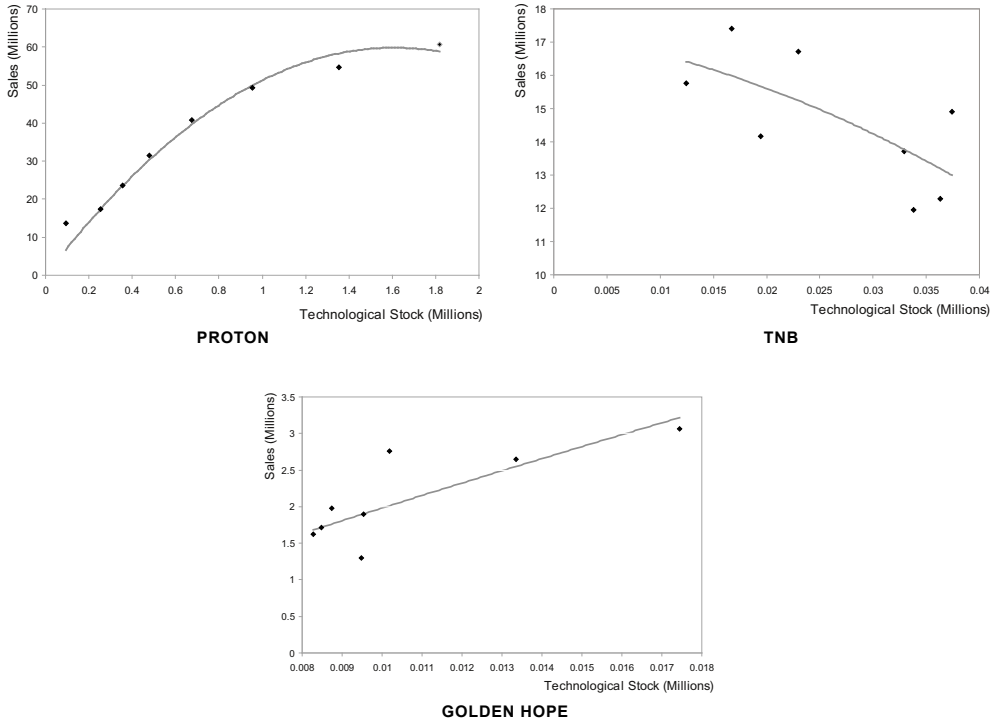 Sales (Millions)
70
60
50
40
30
20
10
0
0 0.2 0.4 0.6 0.8 1 1.2 1.4 1.6 1.8 2
Technological Stock (Millions)
PROTON
Sales (Millions)
18
17
16
15
14
13
12
11
10
0 0.005 0.01 0.015 0.02 0.025 0.03 0.035 0.04
Technological Stock (Millions)
TNB
Sales (Millions)
3.5
3
2.5
2
1.5
1
0.5
0
0.008 0.009 0.01 0.011 0.012 0.013 0.014 0.015 0.016 0.017 0.018
Technological Stock (Millions)
GOLDEN HOPE